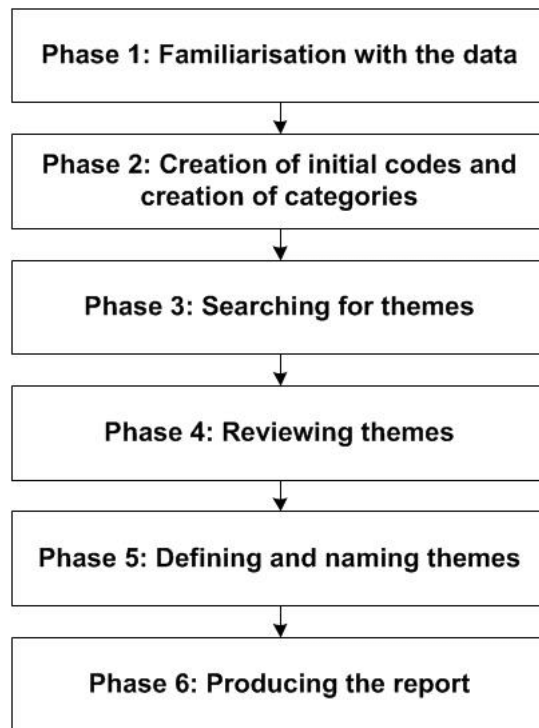 Phase 1: Familiarisation with the data
Phase 2: Creation of initial codes and
creation of categories
Phase 3: Searching for themes
Phase 4: Reviewing themes
Phase 5: Defining and naming themes
Phase 6: Producing the report